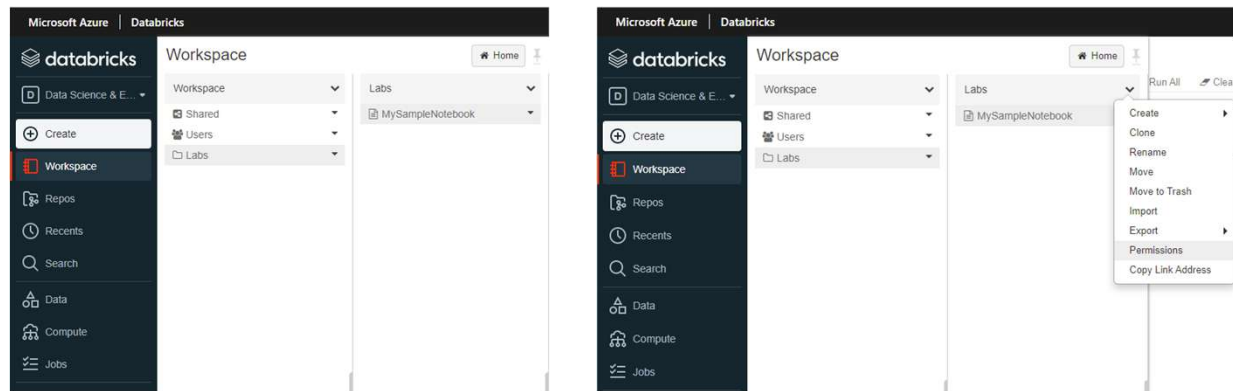 Microsoft Azure | Databricks
databricks
D Data Science & E...
Create
Workspace
Repos
Recents
Search
Data
Compute
Jobs
Workspace
Home
Workspace
Shared
Users
Labs
Labs
MySampleNotebook
Microsoft Azure | Databricks
databricks
D Data Science & E...
Create
Workspace
Repos
Recents
Search
Data
Compute
Jobs
Workspace
Home
Workspace
Shared
Users
Labs
Labs
MySampleNotebook
Run All Clea
Create
Clone
Rename
Move
Move to Trash
Import
Export
Permissions
Copy Link Address